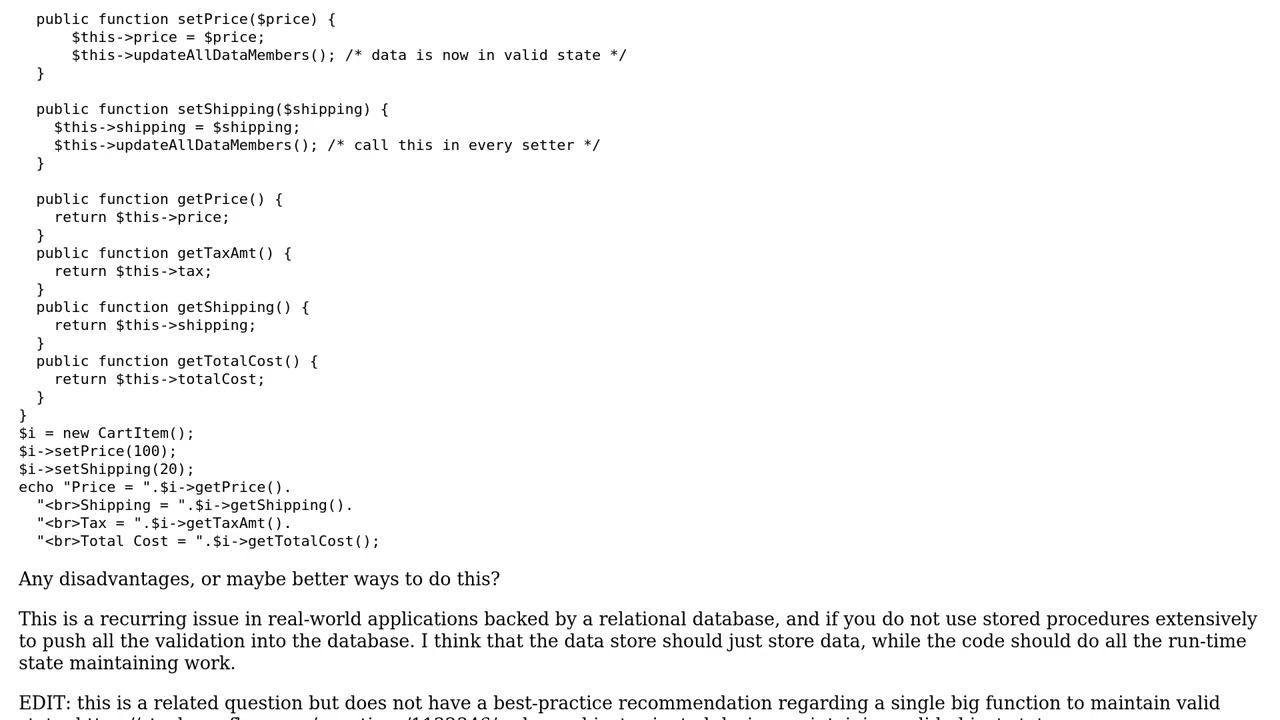 public function setPrice($price) {
$this->price = $price;
$this->updateAllDataMembers(); /* data is now in valid state */
}
public function setShipping($shipping) {
$this->shipping = $shipping;
$this->updateAllDataMembers(); /* call this in every setter */
}
public function getPrice() {
return $this->price;
}
public function getTaxAmt() {
return $this->tax;
}
public function getShipping() {
return $this->shipping;
}
public function getTotalCost() {
return $this->totalCost;
}
}
$i = new CartItem();
$i->setPrice(100);
$i->setShipping(20);
echo "Price = ".$i->getPrice().
"<br>Shipping = ".$i->getShipping().
"<br>Tax = ".$i->getTaxAmt().
"<br>Total Cost = ".$i->getTotalCost();
Any disadvantages, or maybe better ways to do this?
This is a recurring issue in real-world applications backed by a relational database, and if you do not use stored procedures extensively
to push all the validation into the database. I think that the data store should just store data, while the code should do all the run-time
state maintaining work.
EDIT: this is a related question but does not have a best-practice recommendation regarding a single big function to maintain valid